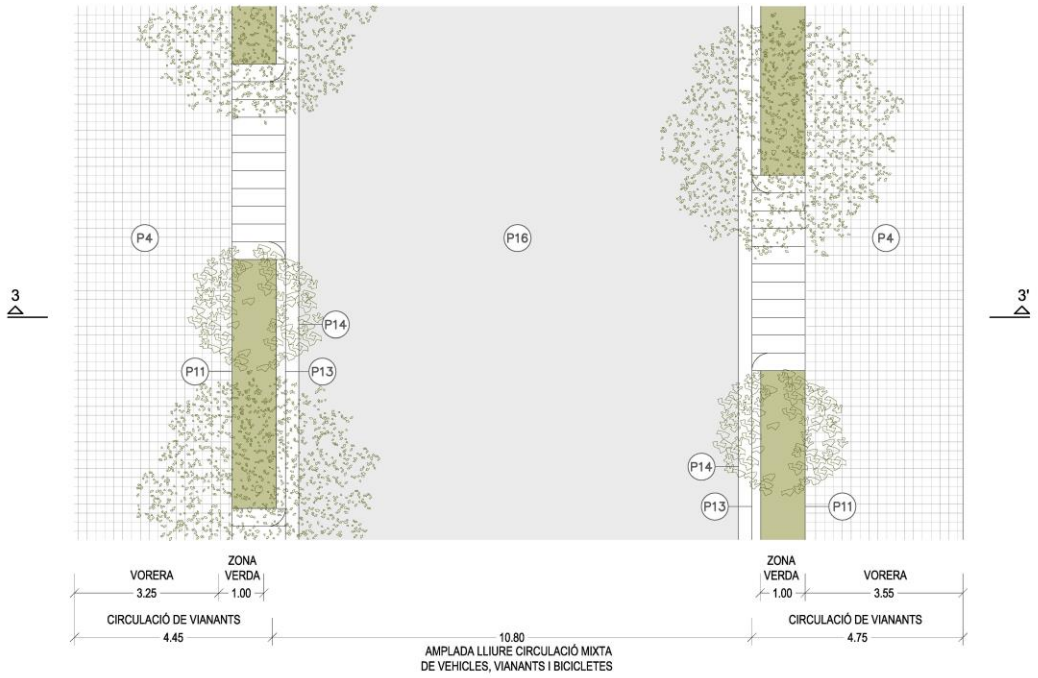 P4
P16
P4
3
3'
P14
P11
P13
P14
P13
P11
VORERA
3.25
ZONA
VERDA
1.00
ZONA
VERDA
1.00
VORERA
3.55
CIRCULACIÓ DE VIANANTS
4.45
10.80
AMPLADA LLIURE CIRCULACIÓ MIXTA
DE VEHICLES, VIANANTS I BICICLETES
CIRCULACIÓ DE VIANANTS
4.75